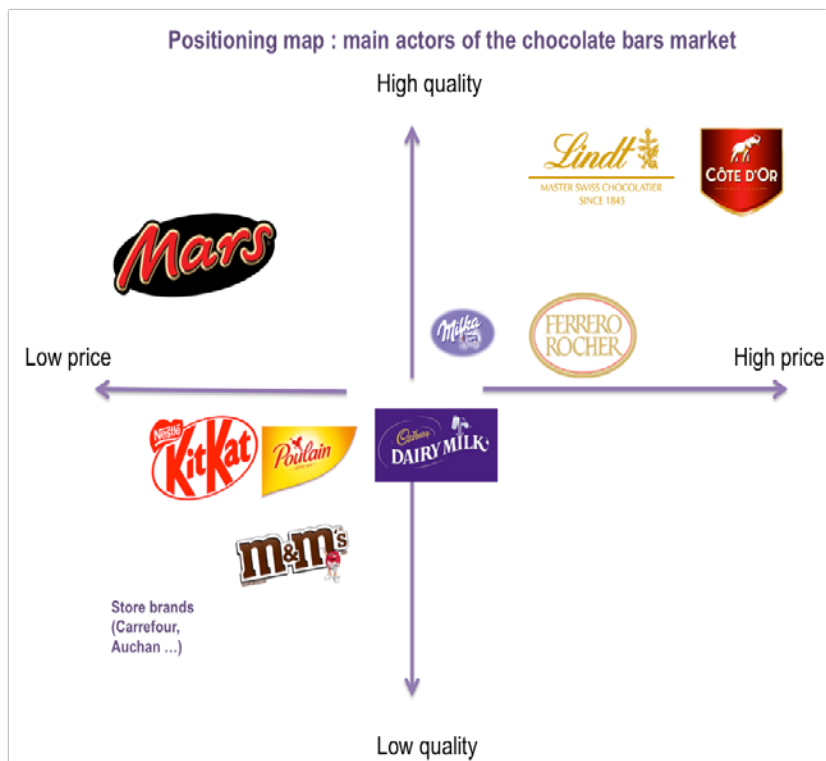 Positioning map : main actors of the chocolate bars market
High quality
Lindt
MASTER SWISS CHOCOLATIER
SINCE 1845
CÔTE D'OR
Mars
Milka
FERRERO
ROCHER
Low price
High price
Nestlé
KitKat
Poulain
Cadbury
DAIRY MILK
m&m's
Store brands
(Carrefour,
Auchan ...)
Low quality